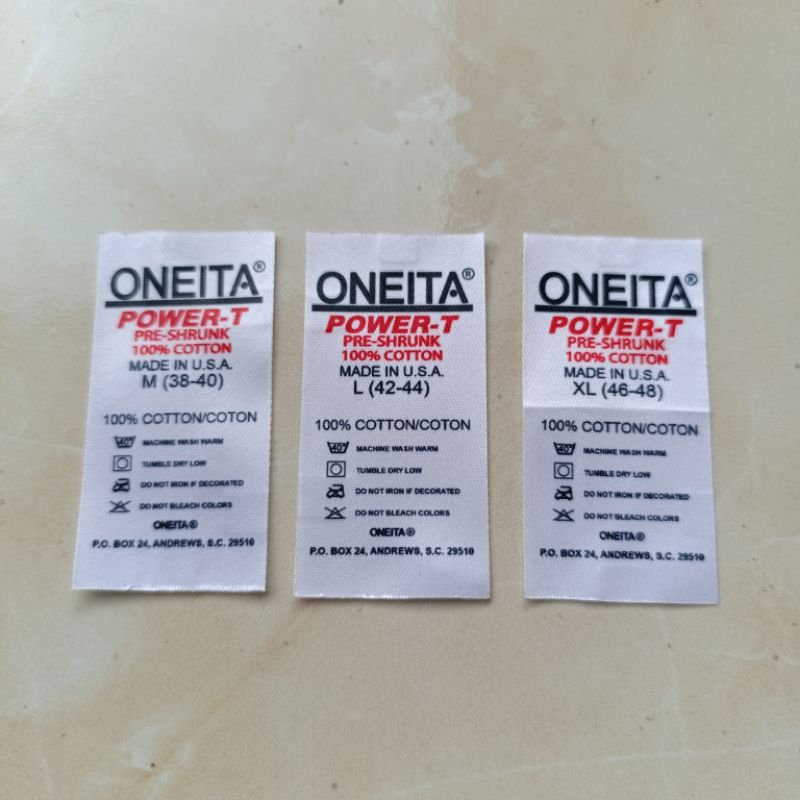 ONEITA®
POWER-T
PRE-SHRUNK
100% COTTON
MADE IN U.S.A.
M (38-40)
100% COTTON/COTON
40° MACHINE WASH WARM
TUMBLE DRY LOW
DO NOT IRON IF DECORATED
DO NOT BLEACH COLORS
ONEITA®
P.O. BOX 24, ANDREWS, S.C. 29510
ONEITA®
POWER-T
PRE-SHRUNK
100% COTTON
MADE IN U.S.A.
L (42-44)
100% COTTON/COTON
40° MACHINE WASH WARM
TUMBLE DRY LOW
DO NOT IRON IF DECORATED
DO NOT BLEACH COLORS
ONEITA®
P.O. BOX 24, ANDREWS, S.C. 29510
ONEITA®
POWER-T
PRE-SHRUNK
100% COTTON
MADE IN U.S.A.
XL (46-48)
100% COTTON/COTON
40° MACHINE WASH WARM
TUMBLE DRY LOW
DO NOT IRON IF DECORATED
DO NOT BLEACH COLORS
ONEITA®
P.O. BOX 24, ANDREWS, S.C. 29510